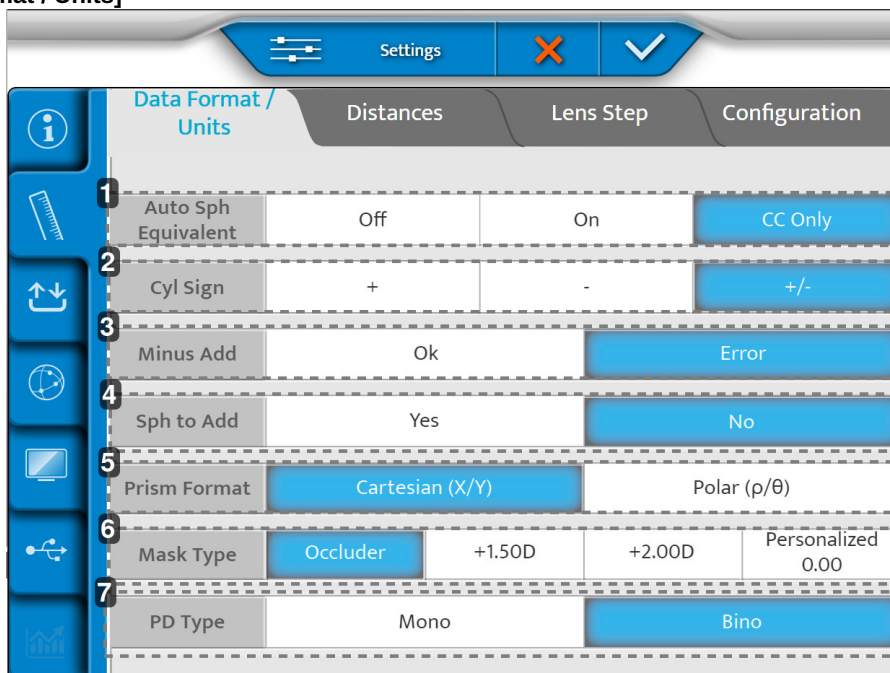 mat / Units]
Settings
Data Format /
Units
Distances
Lens Step
Configuration
1
Auto Sph
Equivalent
Off
On
CC Only
2
Cyl Sign
+
-
+/-
3
Minus Add
Ok
Error
4
Sph to Add
Yes
No
5
Prism Format
Cartesian (X/Y)
Polar (ρ/θ)
6
Mask Type
Occluder
+1.50D
+2.00D
Personalized
0.00
7
PD Type
Mono
Bino